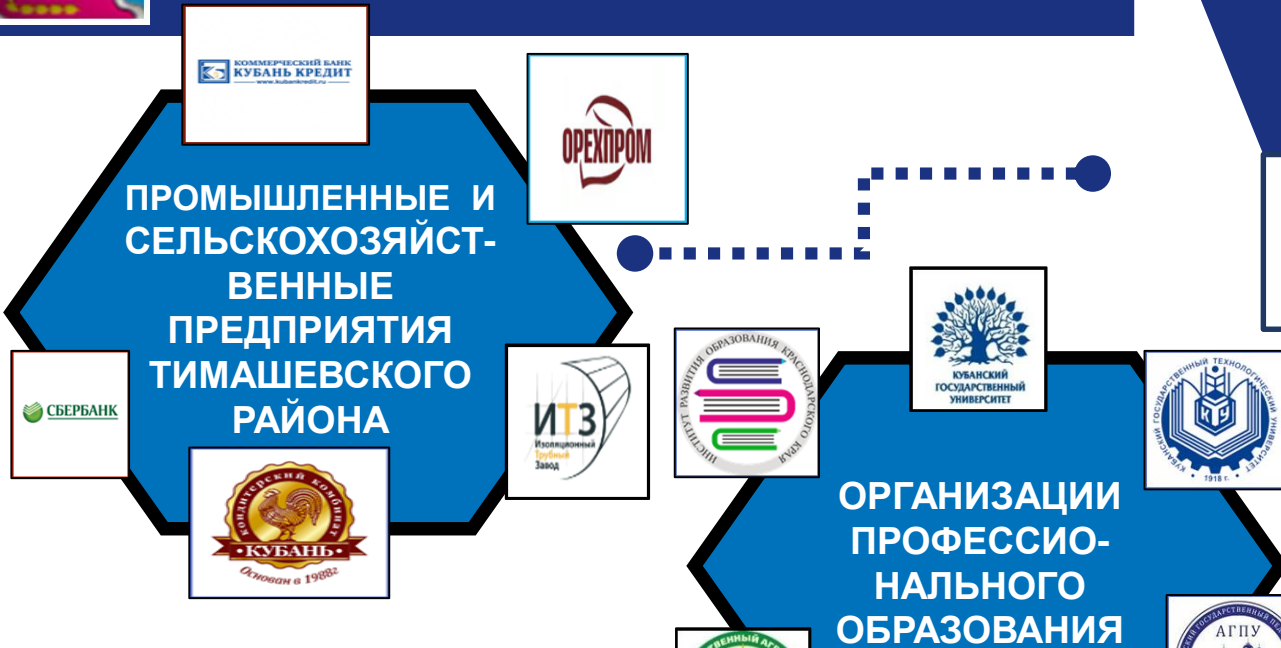 КОММЕРЧЕСКИЙ БАНК
КУБАНЬ КРЕДИТ
www.kubankredit.ru
ОРЕХПРОМ
ПРОМЫШЛЕННЫЕ И
СЕЛЬСКОХОЗЯЙСТ-
ВЕННЫЕ
ПРЕДПРИЯТИЯ
ТИМАШЕВСКОГО
РАЙОНА
СБЕРБАНК
ИТЗ
Изоляционный
Трубный
Завод
кондитерский комбинат
•КУБАНЬ•
Основан в 1988г
ИНСТИТУТ РАЗВИТИЯ ОБРАЗОВАНИЯ КРАСНОДАРСКОГО КРАЯ
КУБАНСКИЙ
ГОСУДАРСТВЕННЫЙ
УНИВЕРСИТЕТ
КУБАНСКИЙ ГОСУДАРСТВЕННЫЙ ТЕХНОЛОГИЧЕСКИЙ УНИВЕРСИТЕТ
1918 г.
ОРГАНИЗАЦИИ
ПРОФЕССИО-
НАЛЬНОГО
ОБРАЗОВАНИЯ
АГПУ